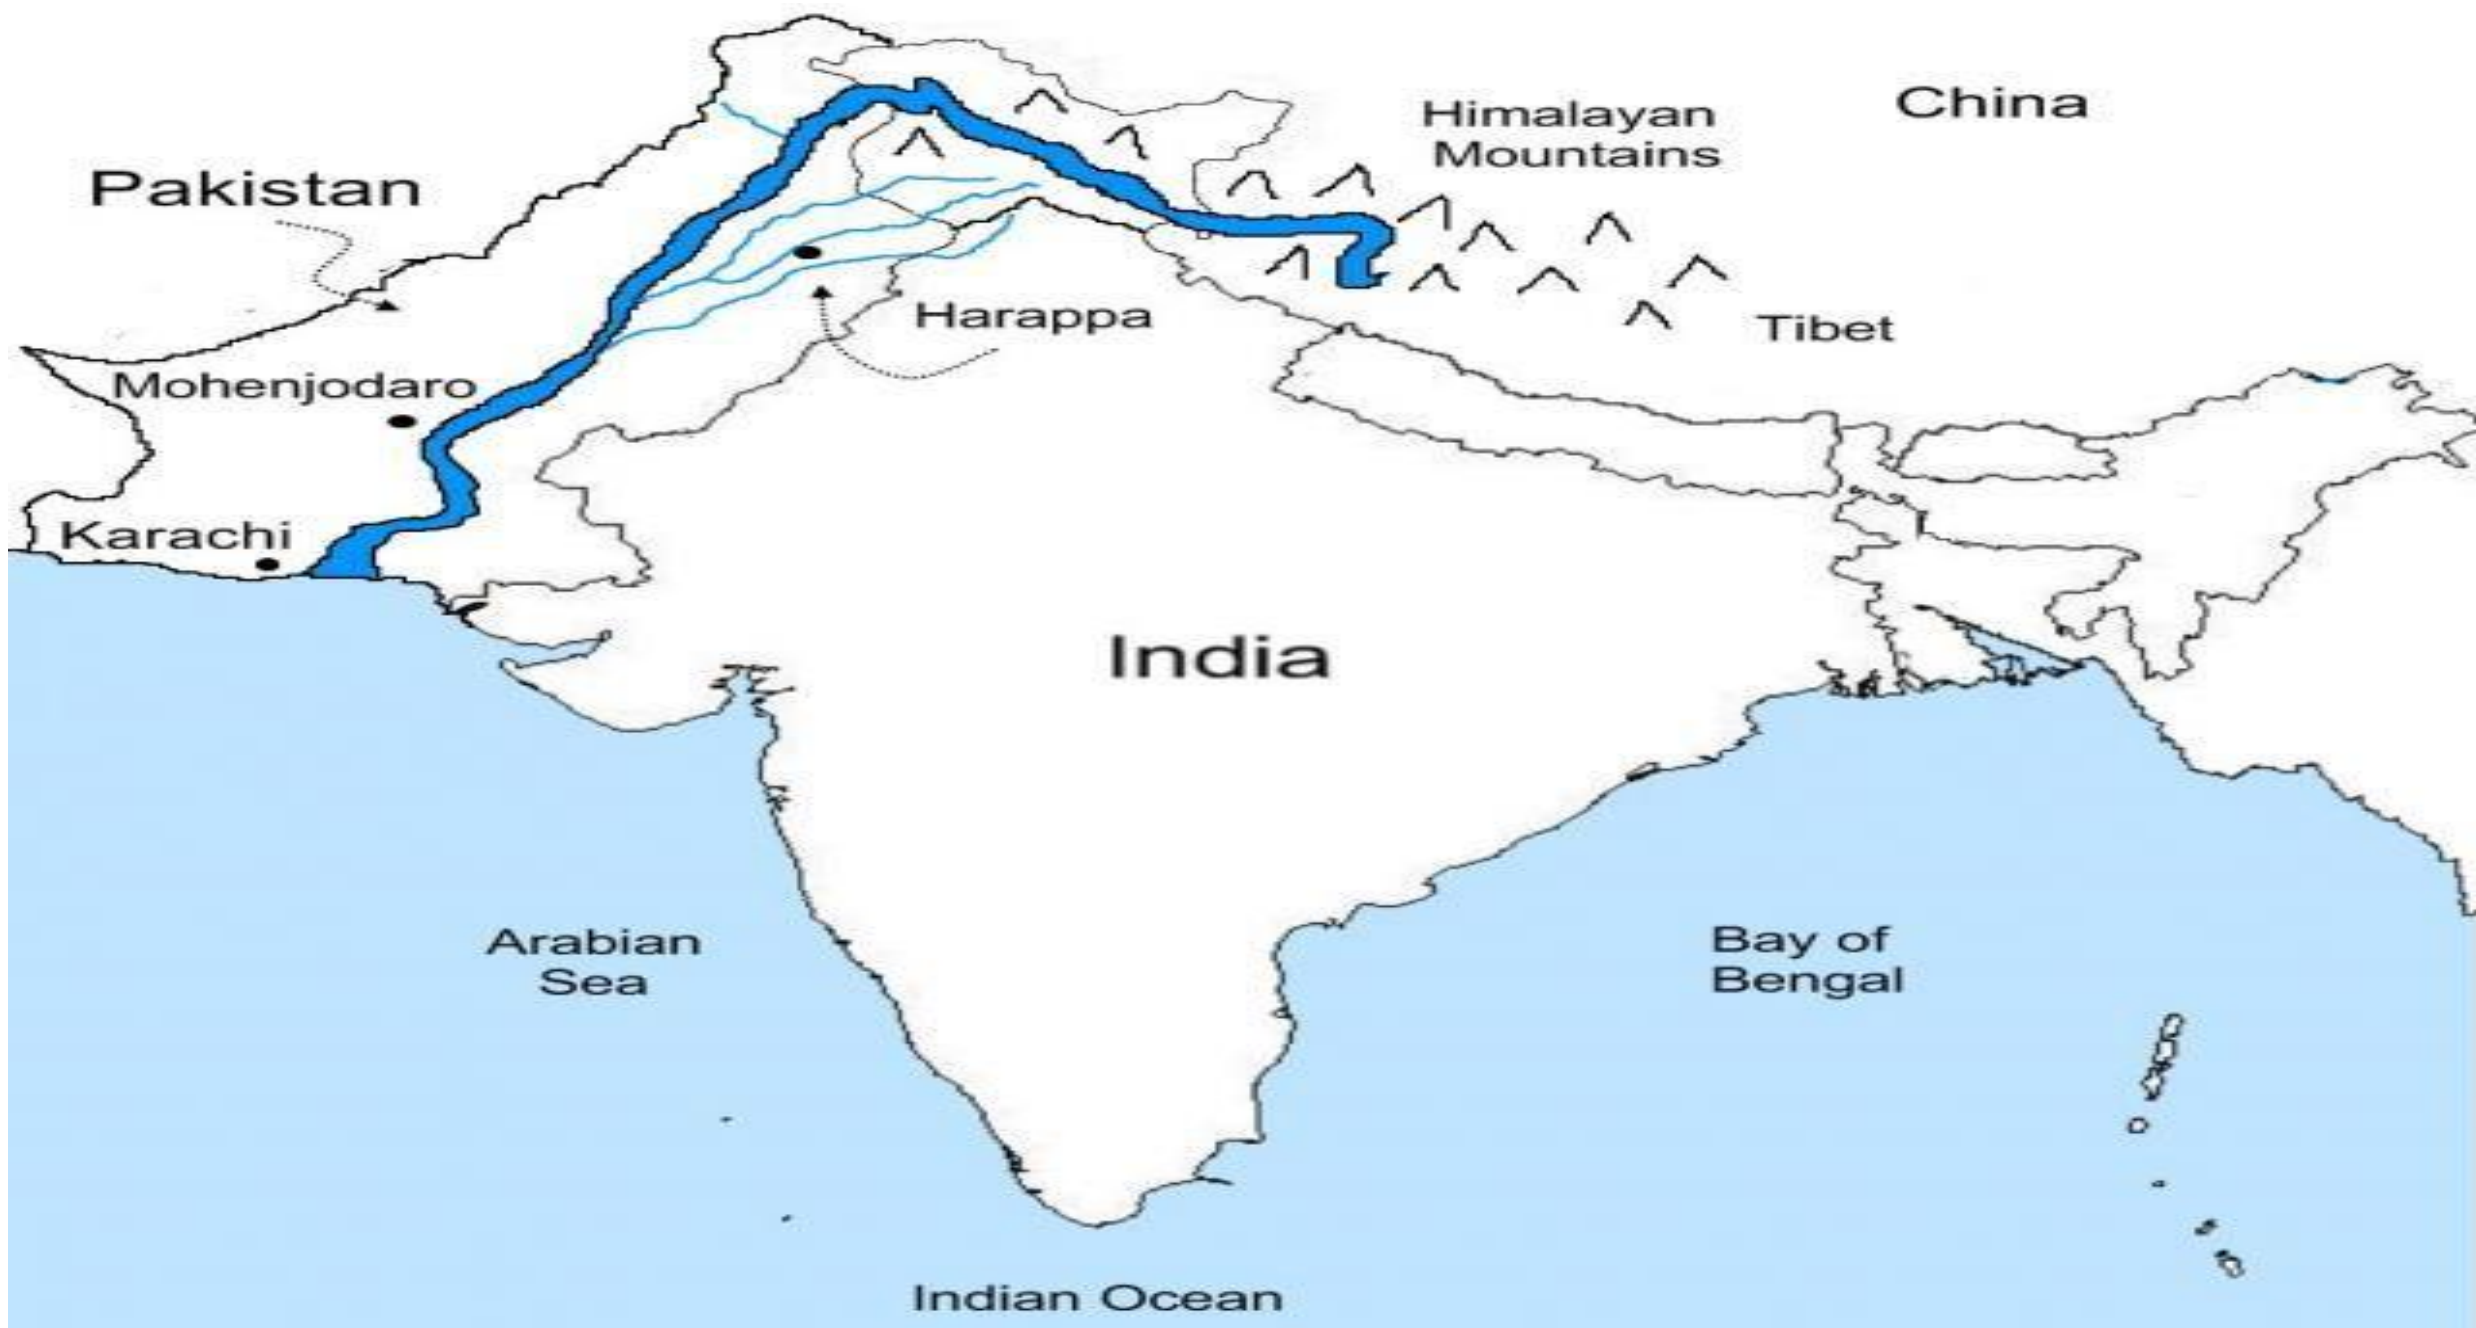 China
Himalayan
Mountains
Pakistan
Harappa
Tibet
Mohenjodaro
Karachi
India
Arabian
Sea
Bay of
Bengal
Indian Ocean